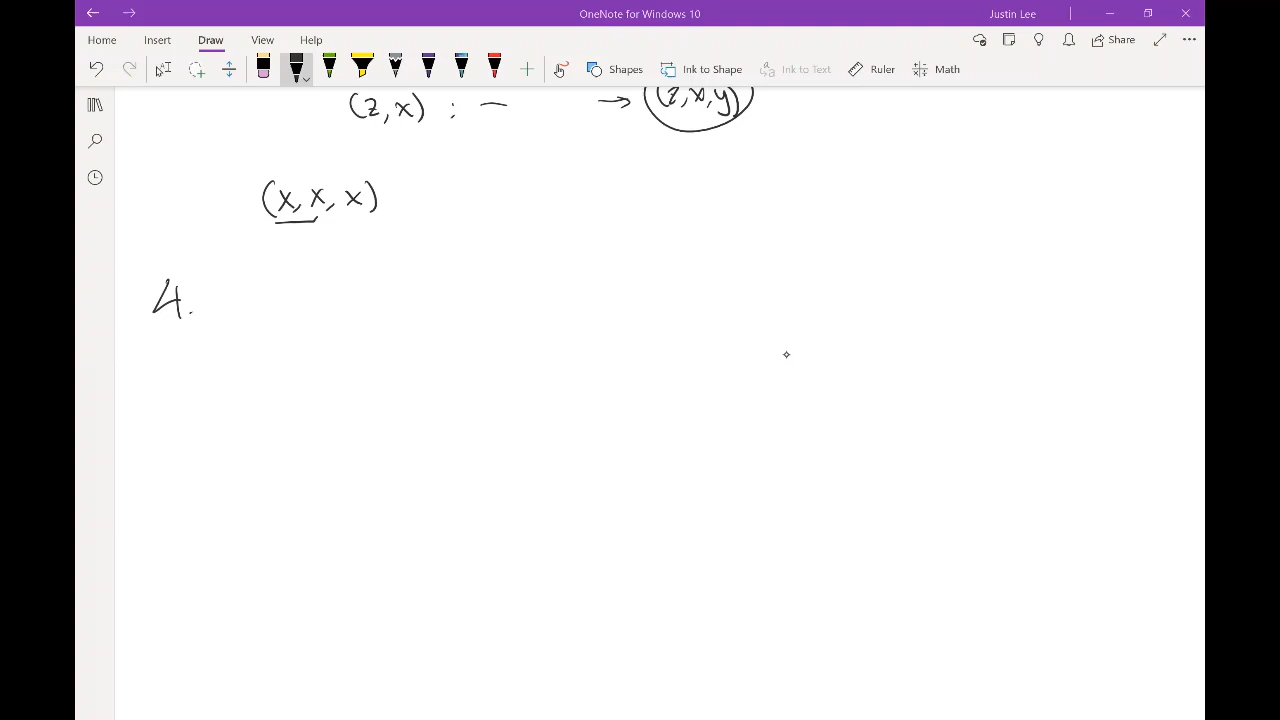 OneNote for Windows 10
Justin Lee
Home Insert Draw View Help
Share
Shapes Ink to Shape Ink to Text Ruler Math
(z,x) : — → (z,x,y)
(x, x, x)
4.